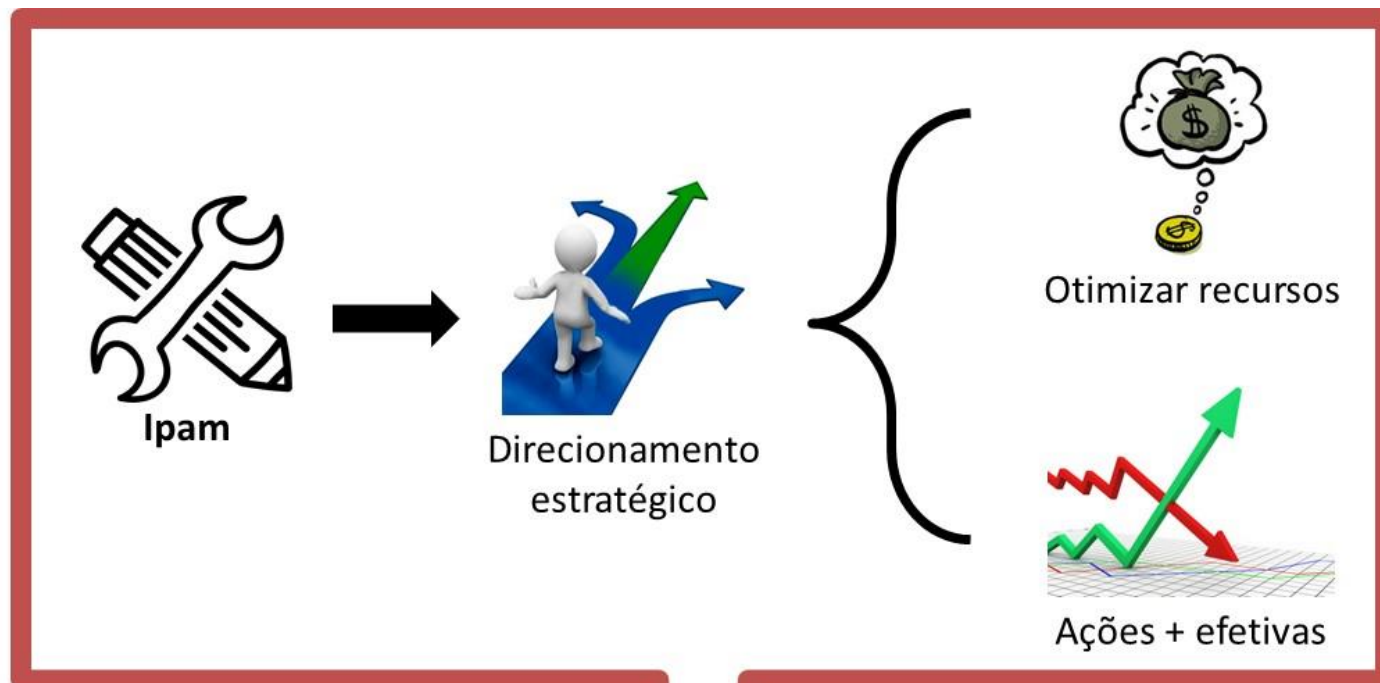 Ipam
Direcionamento
estratégico
$
$
Otimizar recursos
Ações + efetivas